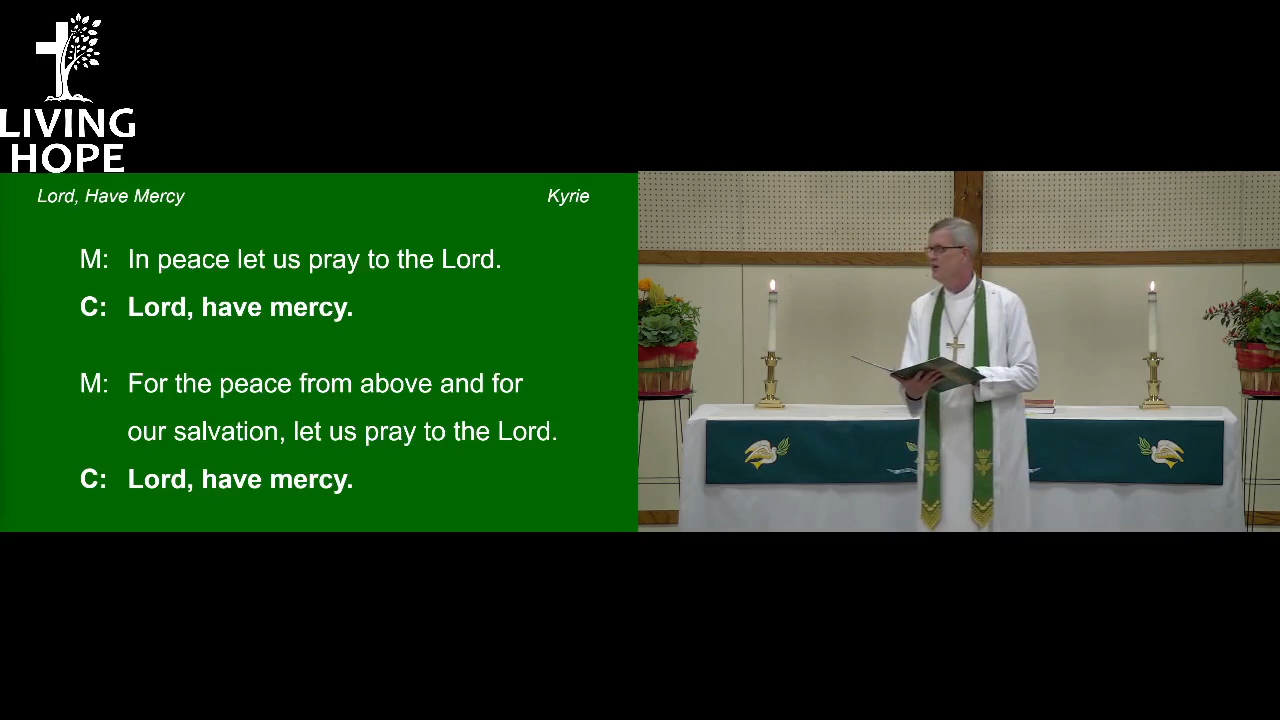 LIVING
HOPE
Lord, Have Mercy Kyrie
M: In peace let us pray to the Lord.
C: Lord, have mercy.
M: For the peace from above and for
our salvation, let us pray to the Lord.
C: Lord, have mercy.